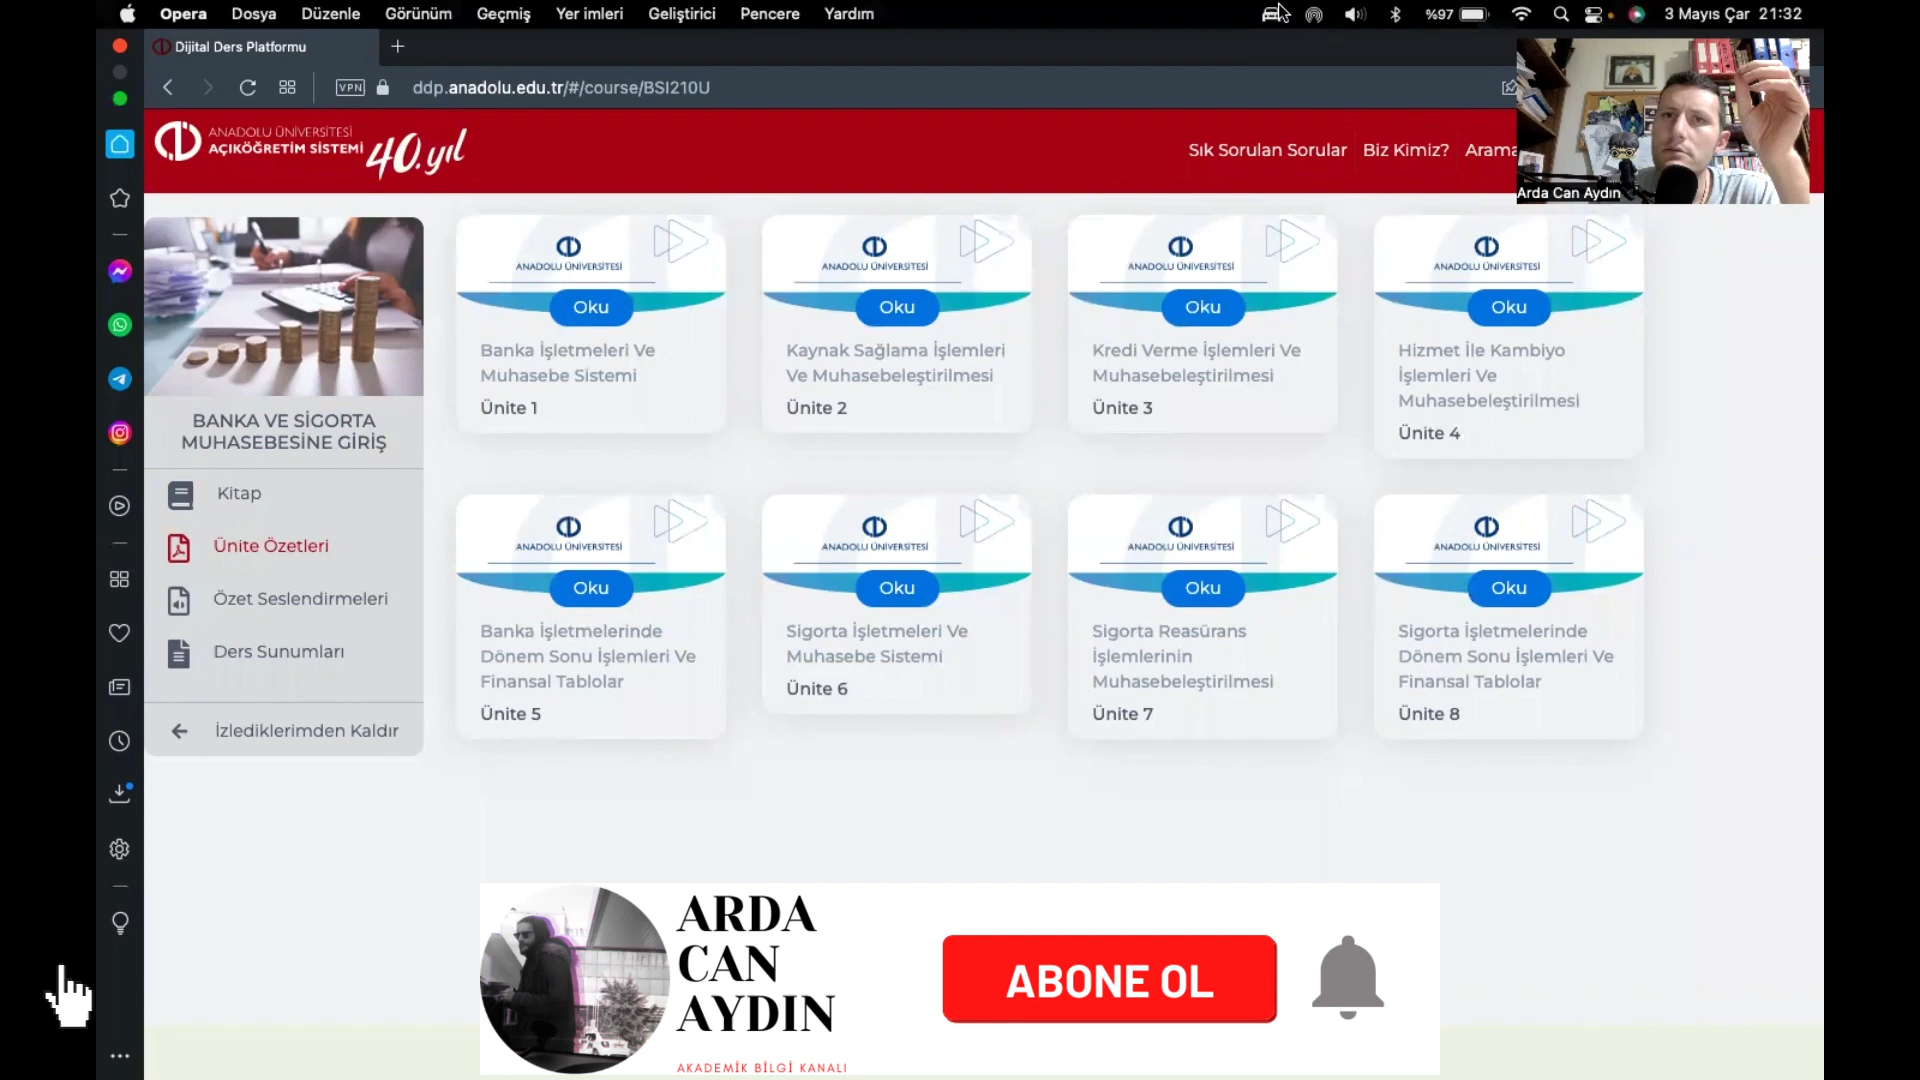 Opera Dosya Düzenle Görünüm Geçmiş Yer imleri Geliştirici Pencere Yardım %97 3 Mayıs Çar 21:32
Dijital Ders Platformu
VPN ddp.anadolu.edu.tr/#/course/BSI210U
ANADOLU ÜNİVERSİTESİ
AÇIKÖĞRETİM SİSTEMİ 40.yıl
Sık Sorulan Sorular Biz Kimiz? Arama
Arda Can Aydın
BANKA VE SİGORTA
MUHASEBESİNE GİRİŞ
Kitap
Ünite Özetleri
Özet Seslendirmeleri
Ders Sunumları
İzlediklerimden Kaldır
ANADOLU ÜNİVERSİTESİ
Oku
Banka İşletmeleri Ve
Muhasebe Sistemi
Ünite 1
ANADOLU ÜNİVERSİTESİ
Oku
Kaynak Sağlama İşlemleri
Ve Muhasebeleştirilmesi
Ünite 2
ANADOLU ÜNİVERSİTESİ
Oku
Kredi Verme İşlemleri Ve
Muhasebeleştirilmesi
Ünite 3
ANADOLU ÜNİVERSİTESİ
Oku
Hizmet İle Kambiyo
İşlemleri Ve
Muhasebeleştirilmesi
Ünite 4
ANADOLU ÜNİVERSİTESİ
Oku
Banka İşletmelerinde
Dönem Sonu İşlemleri Ve
Finansal Tablolar
Ünite 5
ANADOLU ÜNİVERSİTESİ
Oku
Sigorta İşletmeleri Ve
Muhasebe Sistemi
Ünite 6
ANADOLU ÜNİVERSİTESİ
Oku
Sigorta Reasürans
İşlemlerinin
Muhasebeleştirilmesi
Ünite 7
ANADOLU ÜNİVERSİTESİ
Oku
Sigorta İşletmelerinde
Dönem Sonu İşlemleri Ve
Finansal Tablolar
Ünite 8
ARDA
CAN
AYDIN
AKADEMİK BİLGİ KANALI
ABONE OL